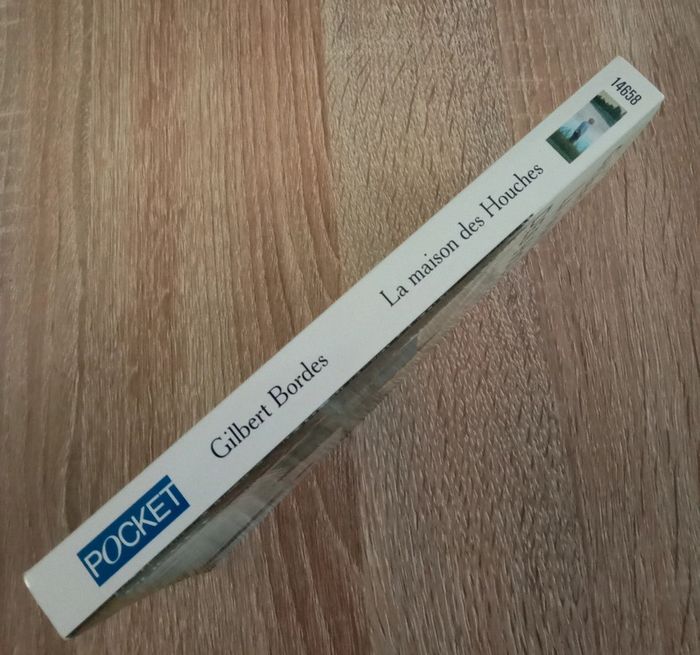 POCKET
Gilbert Bordes
La maison des Houches
14658